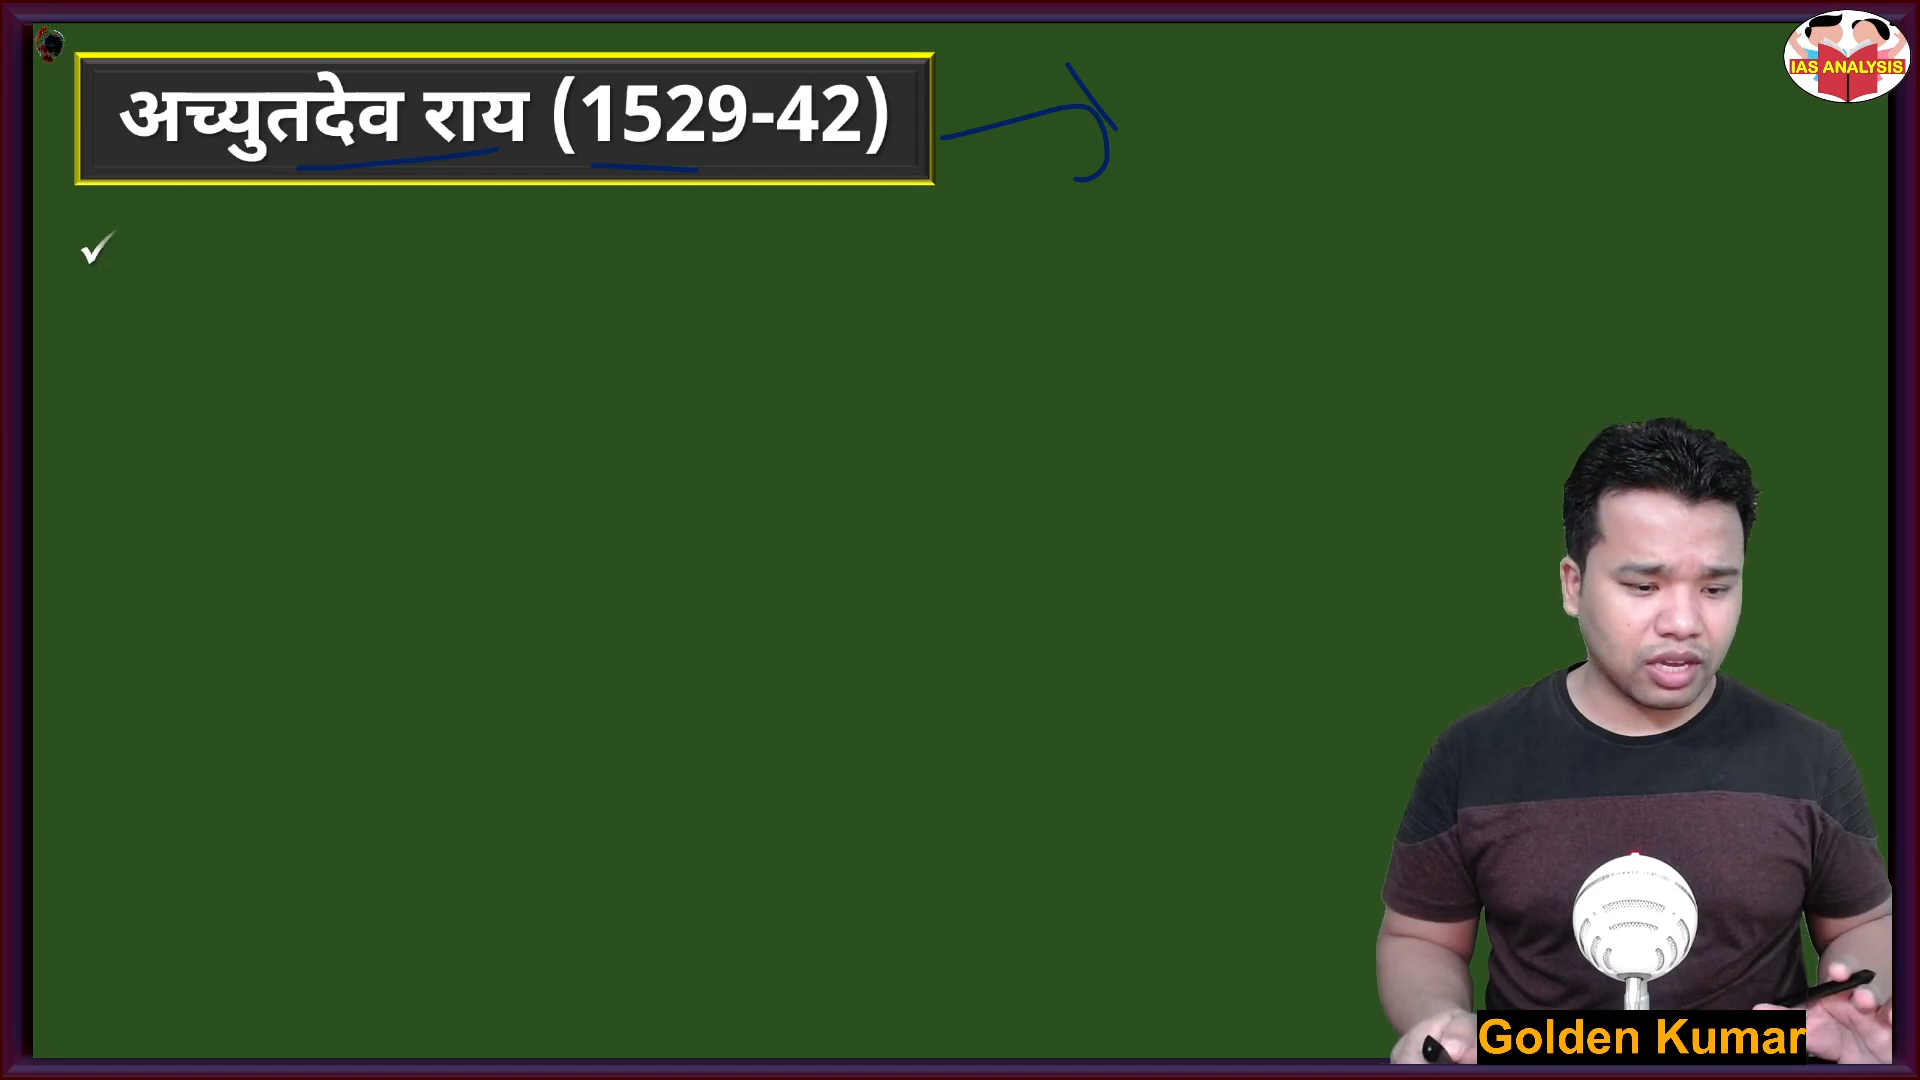 अच्युतदेव राय (1529-42)
IAS ANALYSIS
Golden Kumar